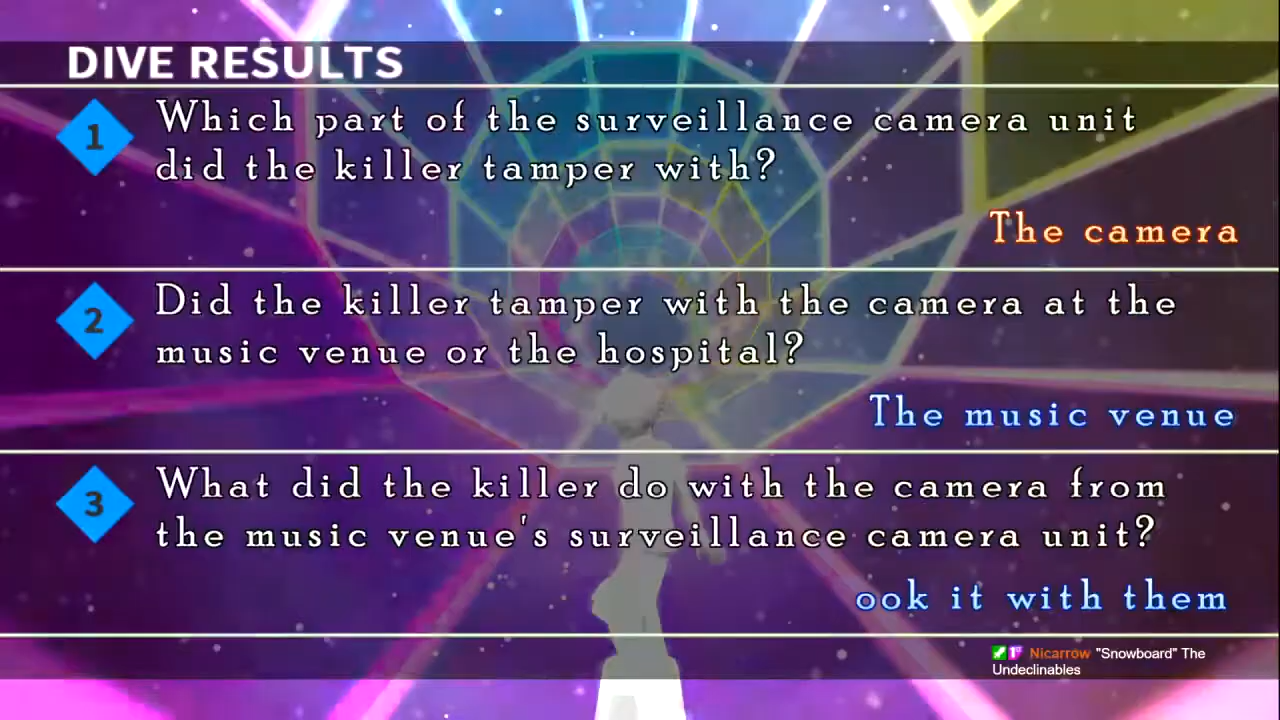 DIVE RESULTS
1
Which part of the surveillance camera unit
did the killer tamper with?
The camera
2
Did the killer tamper with the camera at the
music venue or the hospital?
The music venue
3
What did the killer do with the camera from
the music venue's surveillance camera unit?
ook it with them
Nicarrow "Snowboard" The
Undeclinables